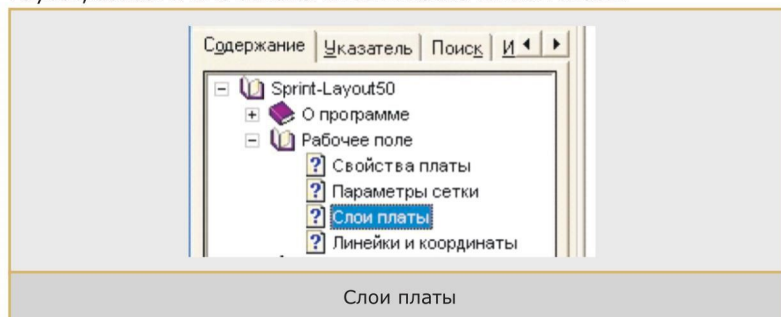 Содержание Указатель Поиск И
Sprint-Layout50
О программе
Рабочее поле
? Свойства платы
? Параметры сетки
? Слои платы
? Линейки и координаты
Слои платы